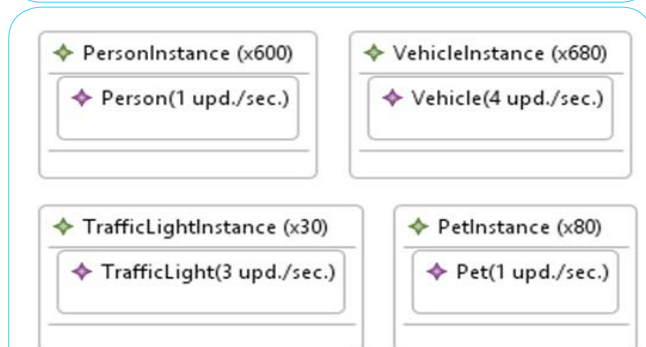 PersonInstance (x600)
Person(1 upd./sec.)
VehicleInstance (x680)
Vehicle(4 upd./sec.)
TrafficLightInstance (x30)
TrafficLight(3 upd./sec.)
PetInstance (x80)
Pet(1 upd./sec.)